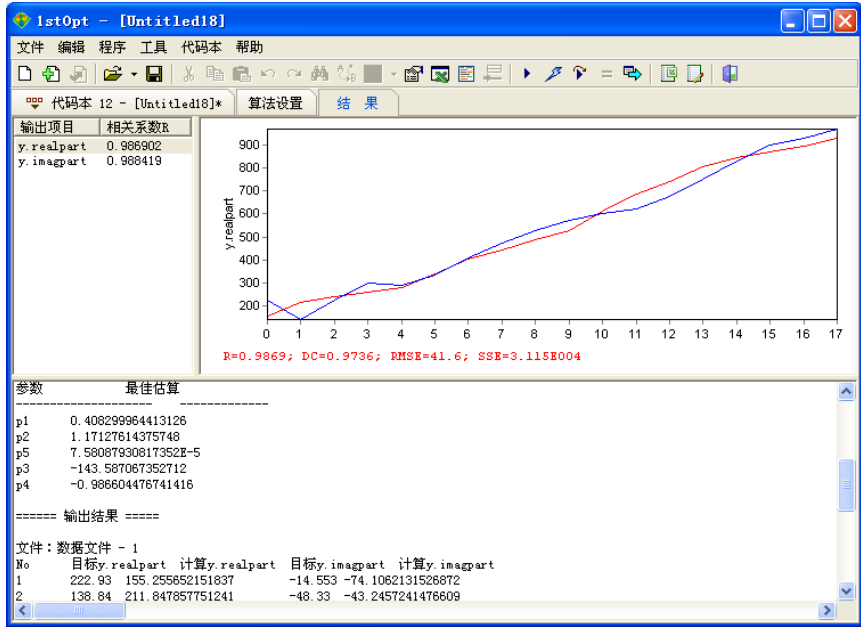 1stOpt - [Untitled18]
文件 编辑 程序 工具 代码本 帮助
代码本 12 - [Untitled18]* 算法设置 结 果
输出项目 相关系数R
y.realpart 0.986902
y.imagpart 0.988419
y.realpart
900
800
700
600
500
400
300
200
0 1 2 3 4 5 6 7 8 9 10 11 12 13 14 15 16 17
R=0.9869; DC=0.9736; RMSE=41.6; SSE=3.115E004
参数 最佳估算
-------------------- -------------
p1 0.408299964413126
p2 1.17127614375748
p5 7.58087930817352E-5
p3 -143.587067352712
p4 -0.986604476741416
====== 输出结果 =====
文件：数据文件 - 1
No 目标y.realpart 计算y.realpart 目标y.imagpart 计算y.imagpart
1 222.93 155.255652151837 -14.553 -74.1062131526872
2 138.84 211.847857751241 -48.33 -43.2457241476609